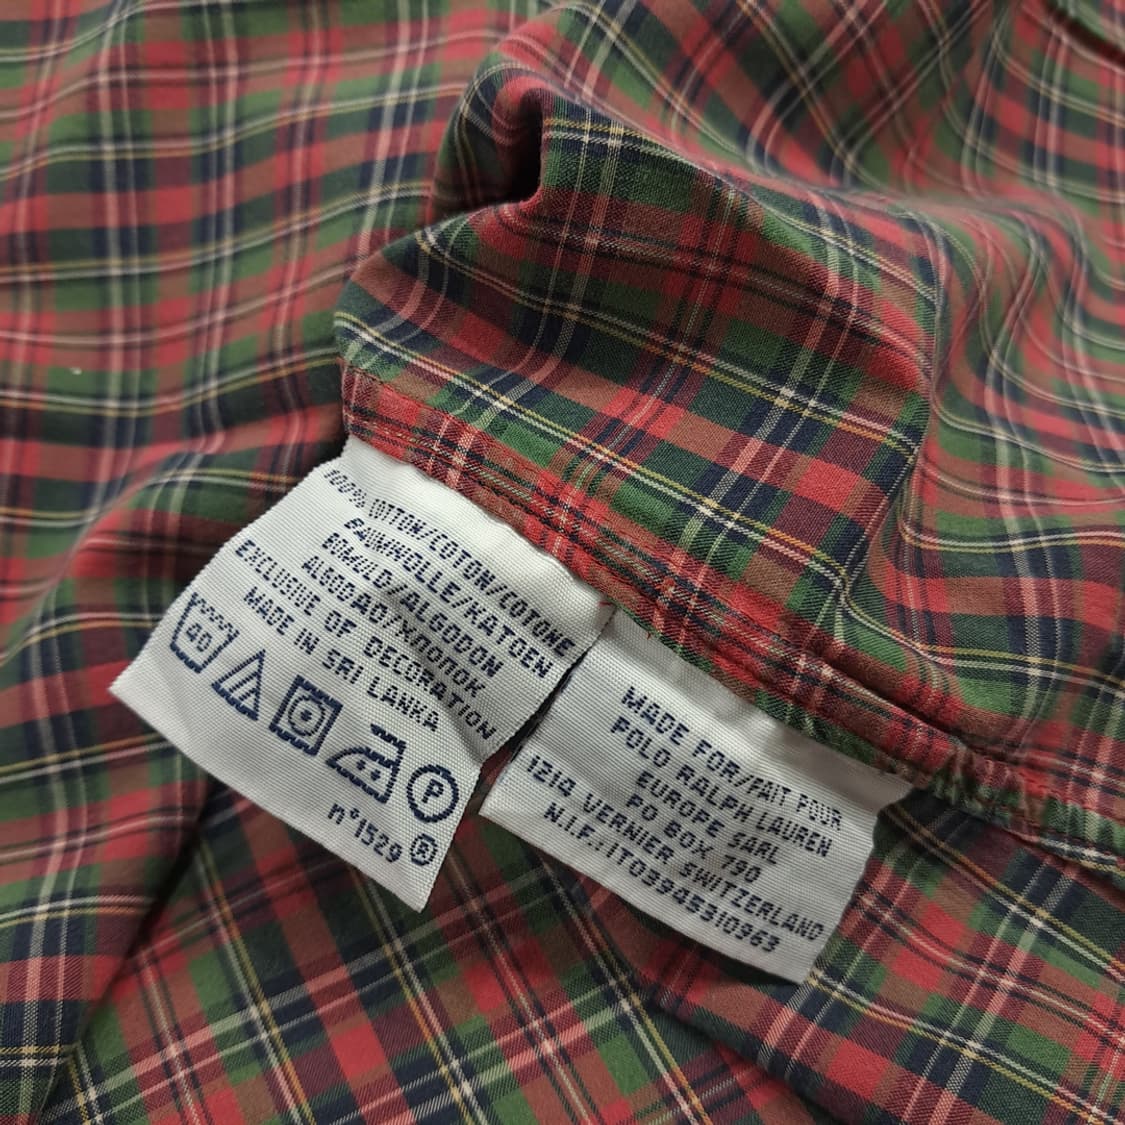 100% COTTON/COTON/COTONE
BAUMWOLLE/KATOEN
BOMULD/ALGODON
ALGODAO/ХЛОПОК
EXCLUSIVE OF DECORATION
MADE IN SRI LANKA
40
P
n°1529 ®
MADE FOR/FAIT POUR
POLO RALPH LAUREN
EUROPE SARL
PO BOX 790
1214 VERNIER SWITZERLAND
N.I.F.:IT03945310963